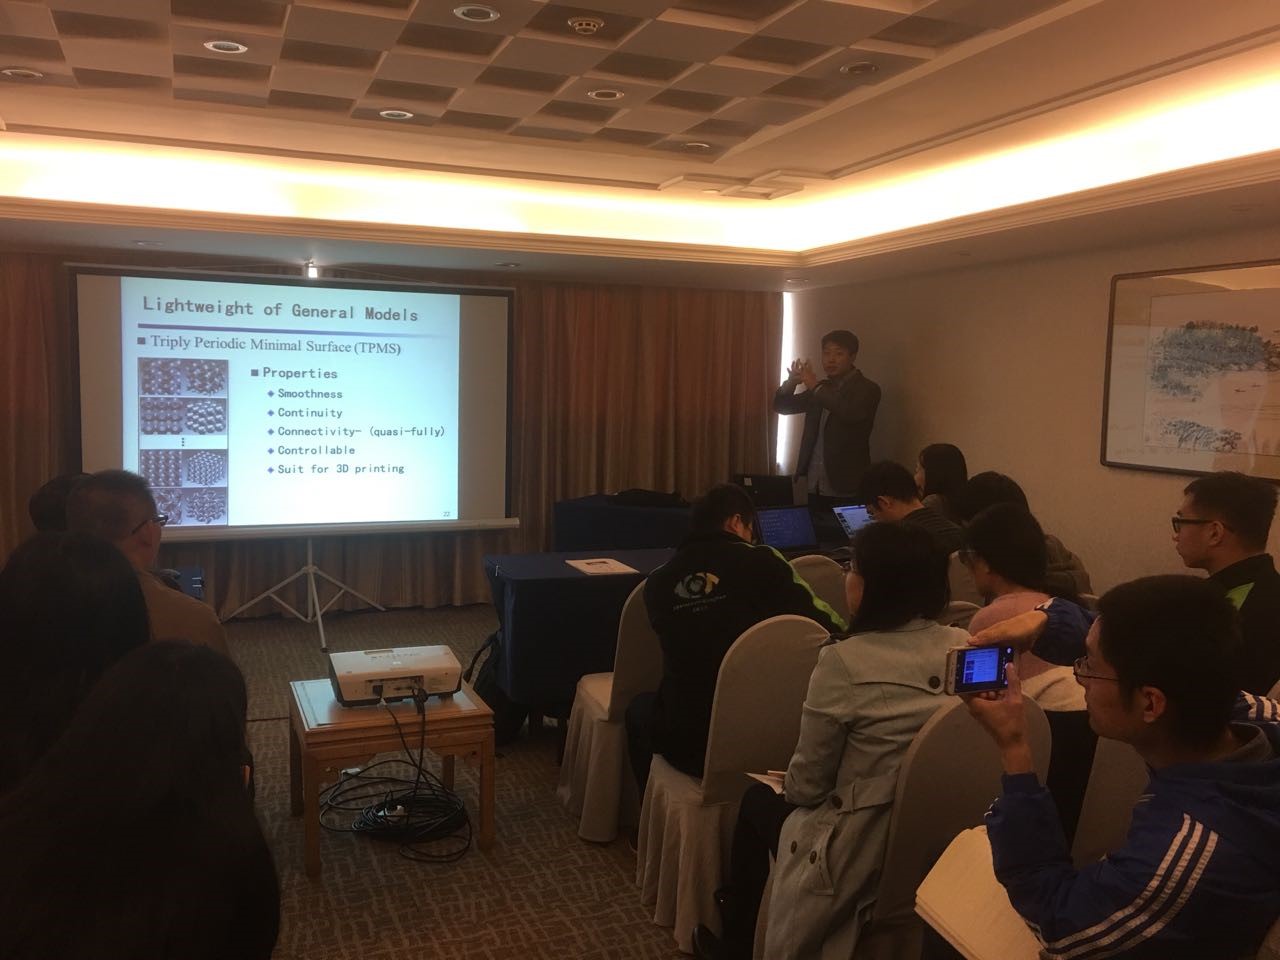 Lightweight of General Models
■ Triply Periodic Minimal Surface (TPMS)
■ Properties
◆ Smoothness
◆ Continuity
◆ Connectivity- (quasi-fully)
◆ Controllable
◆ Suit for 3D printing
22